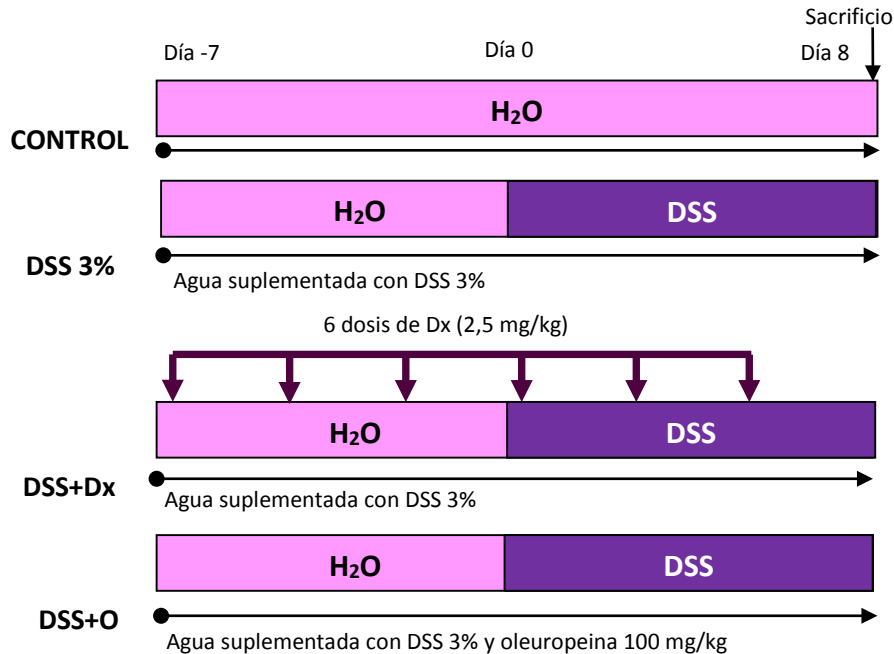 Sacrificio
Día -7
Día 0
Día 8
H₂O
CONTROL
H₂O
DSS
DSS 3%
Agua suplementada con DSS 3%
6 dosis de Dx (2,5 mg/kg)
H₂O
DSS
DSS+Dx
Agua suplementada con DSS 3%
H₂O
DSS
DSS+O
Agua suplementada con DSS 3% y oleuropeina 100 mg/kg